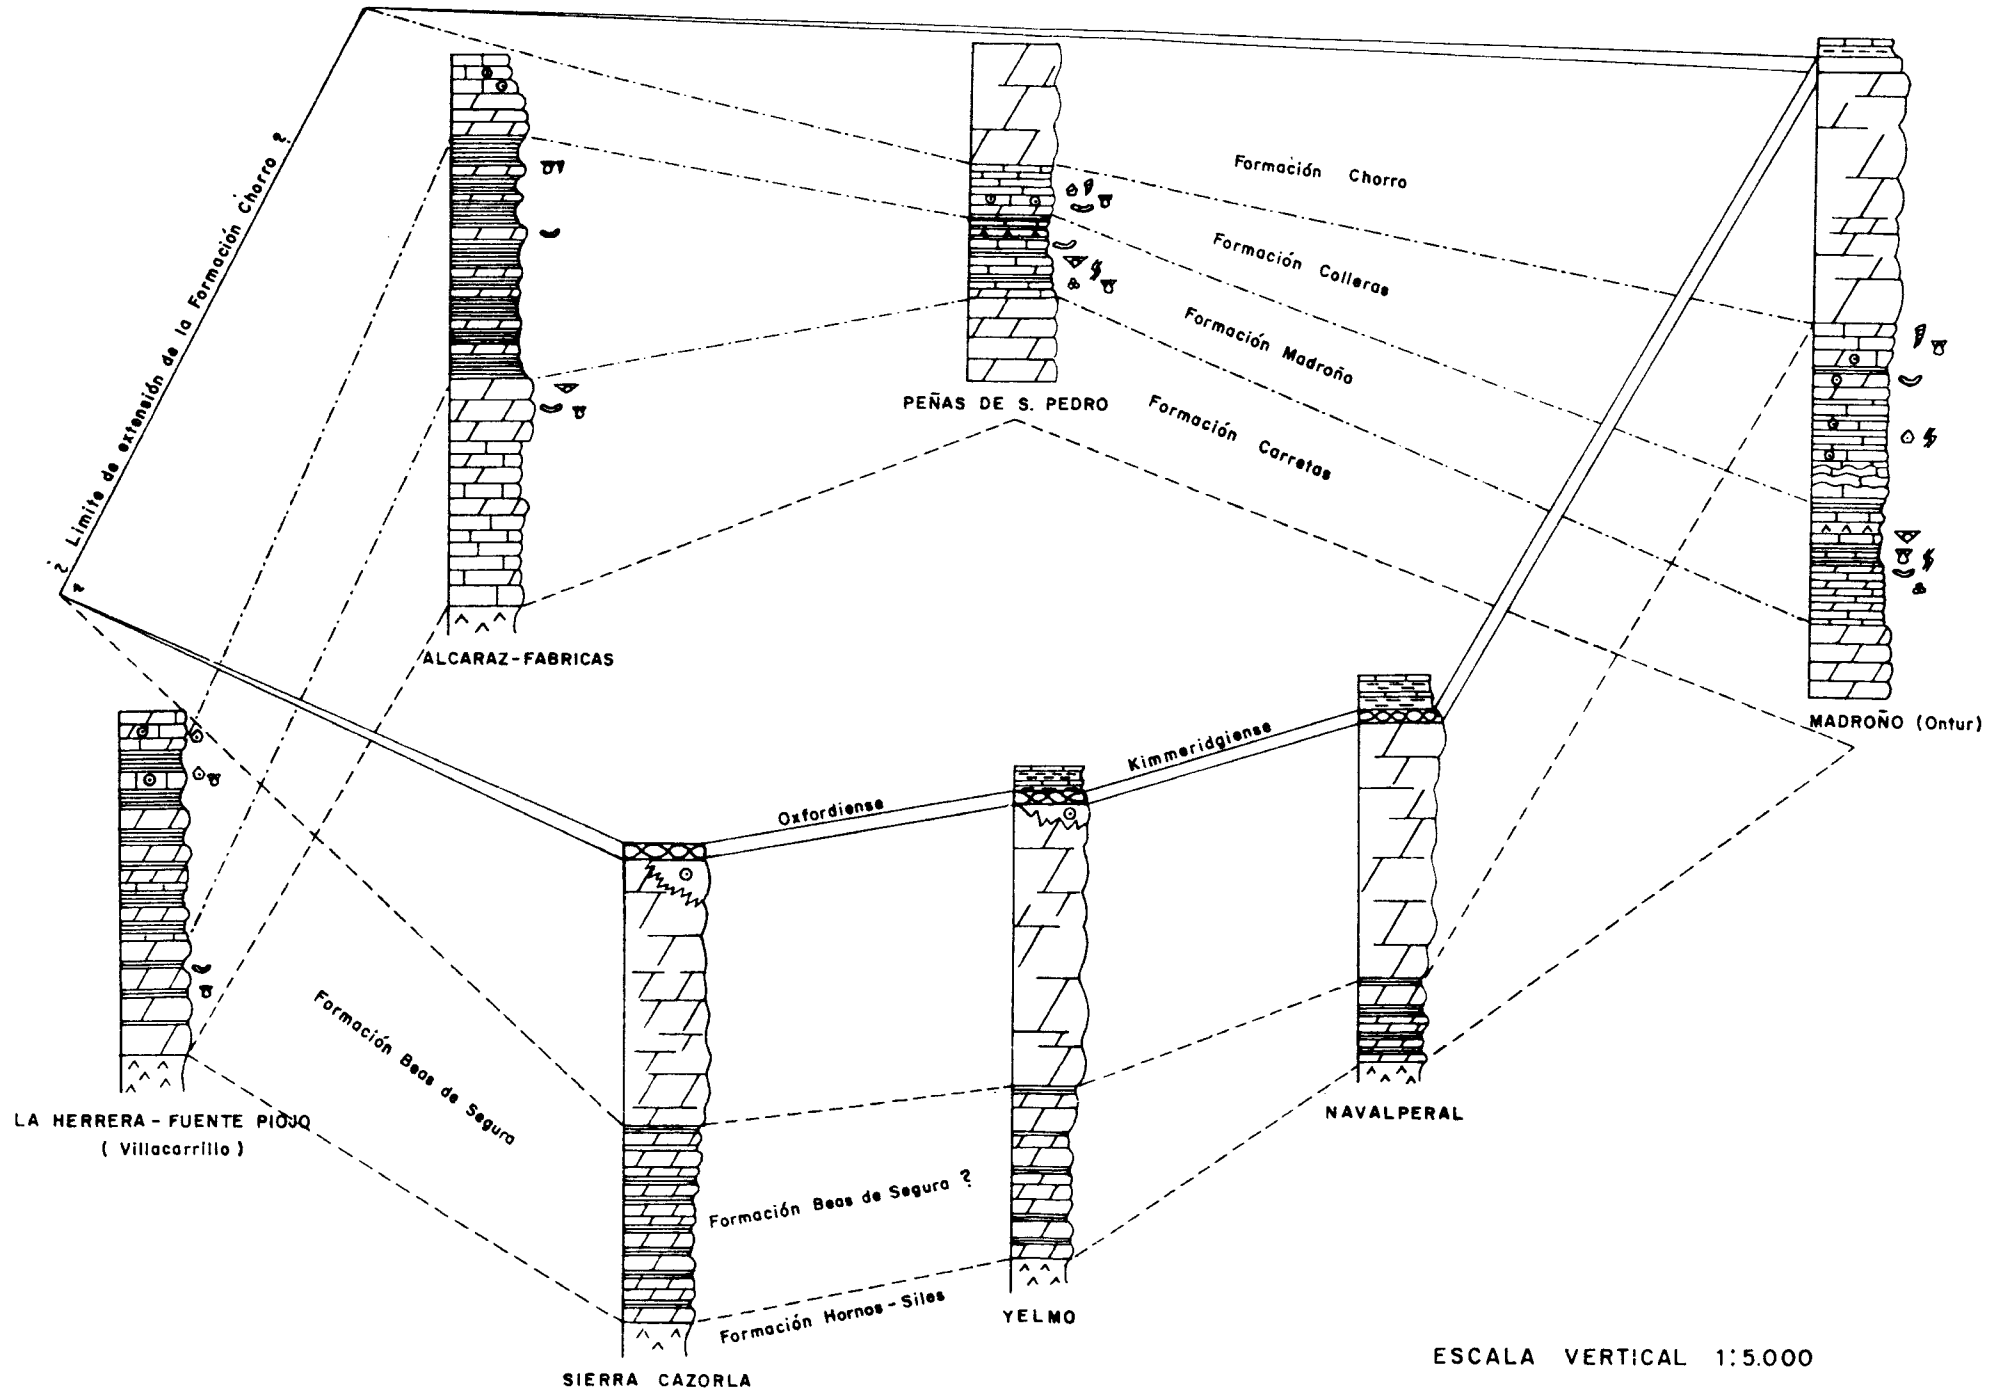 Límite de extensión de la Formación Chorro ?
?
?
Formación Chorro
Formación Colleras
Formación Madroña
Formación Carretas
PEÑAS DE S. PEDRO
ALCARAZ-FABRICAS
MADROÑO (Ontur)
Kimmeridgiense
Oxfordiense
LA HERRERA - FUENTE PIOJO
( Villacarrillo )
Formación Beas de Segura
Formación Beas de Segura ?
Formación Hornos - Siles
NAVALPERAL
YELMO
SIERRA CAZORLA
ESCALA VERTICAL 1:5.000